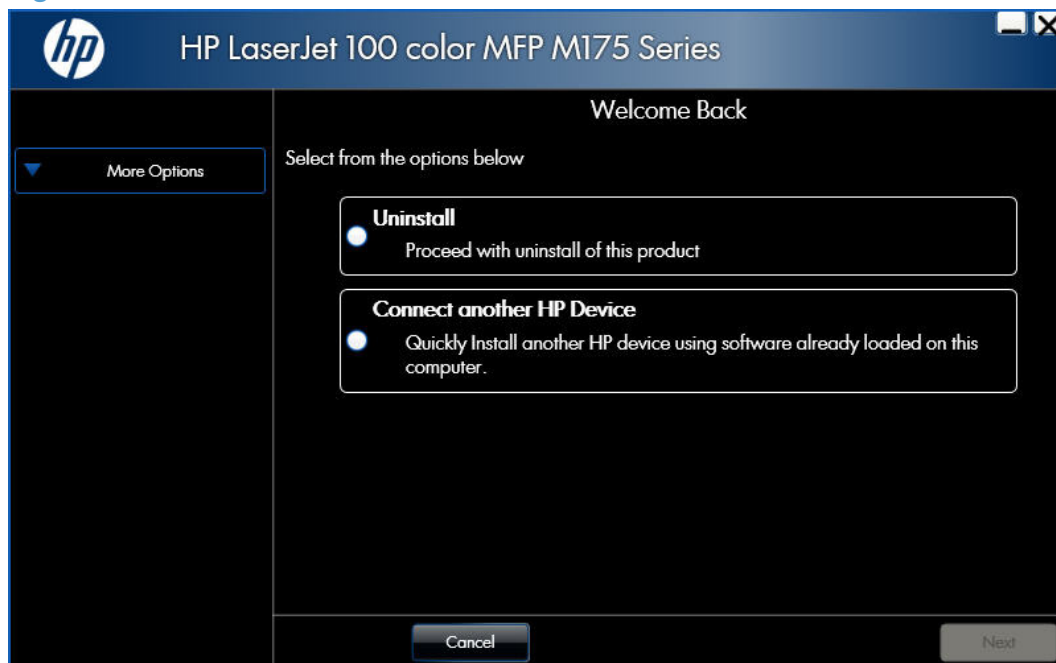 hp
HP LaserJet 100 color MFP M175 Series
Welcome Back
More Options
Select from the options below
Uninstall
Proceed with uninstall of this product
Connect another HP Device
Quickly Install another HP device using software already loaded on this
computer.
Cancel
Next